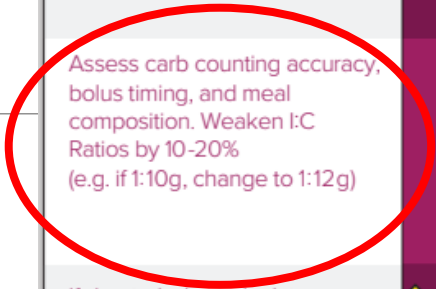 Assess carb counting accuracy,
bolus timing, and meal
composition. Weaken I:C
Ratios by 10-20%
(e.g. if 1:10g, change to 1:12g)